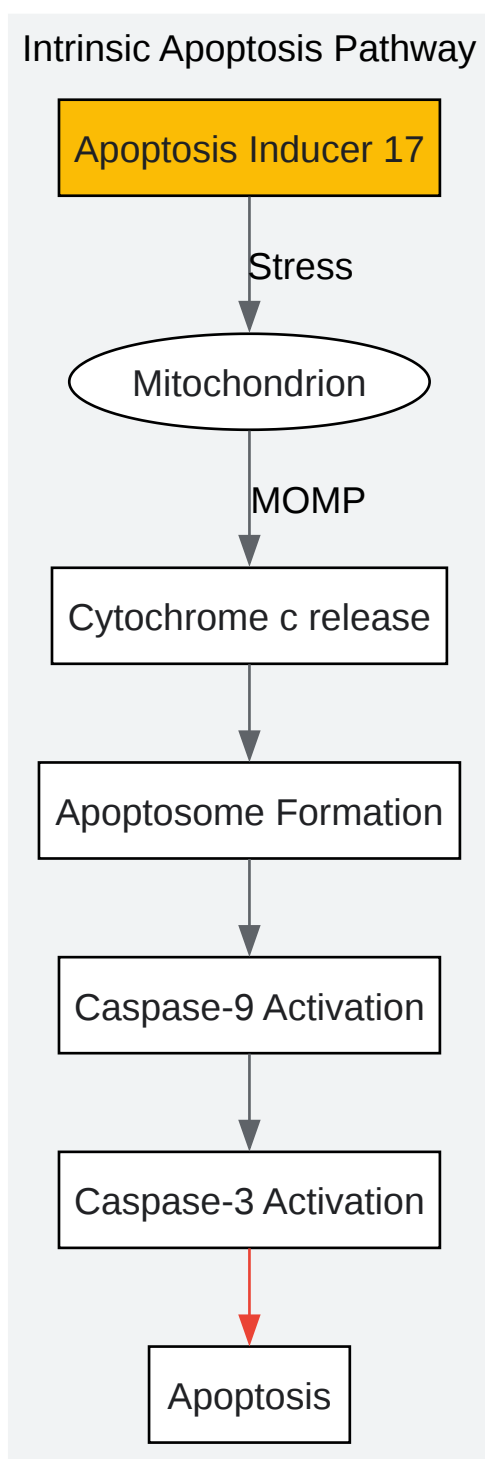 Intrinsic Apoptosis Pathway
Apoptosis Inducer 17
Stress
Mitochondrion
MOMP
Cytochrome c release
Apoptosome Formation
Caspase-9 Activation
Caspase-3 Activation
Apoptosis